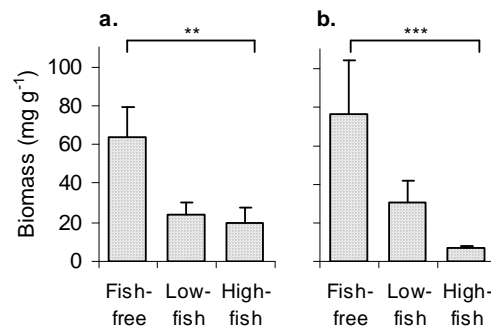 a.
**
b.
***
Biomass (mg g⁻¹)
100
80
60
40
20
0
Fish-
free
Low-
fish
High-
fish
Fish-
free
Low-
fish
High-
fish